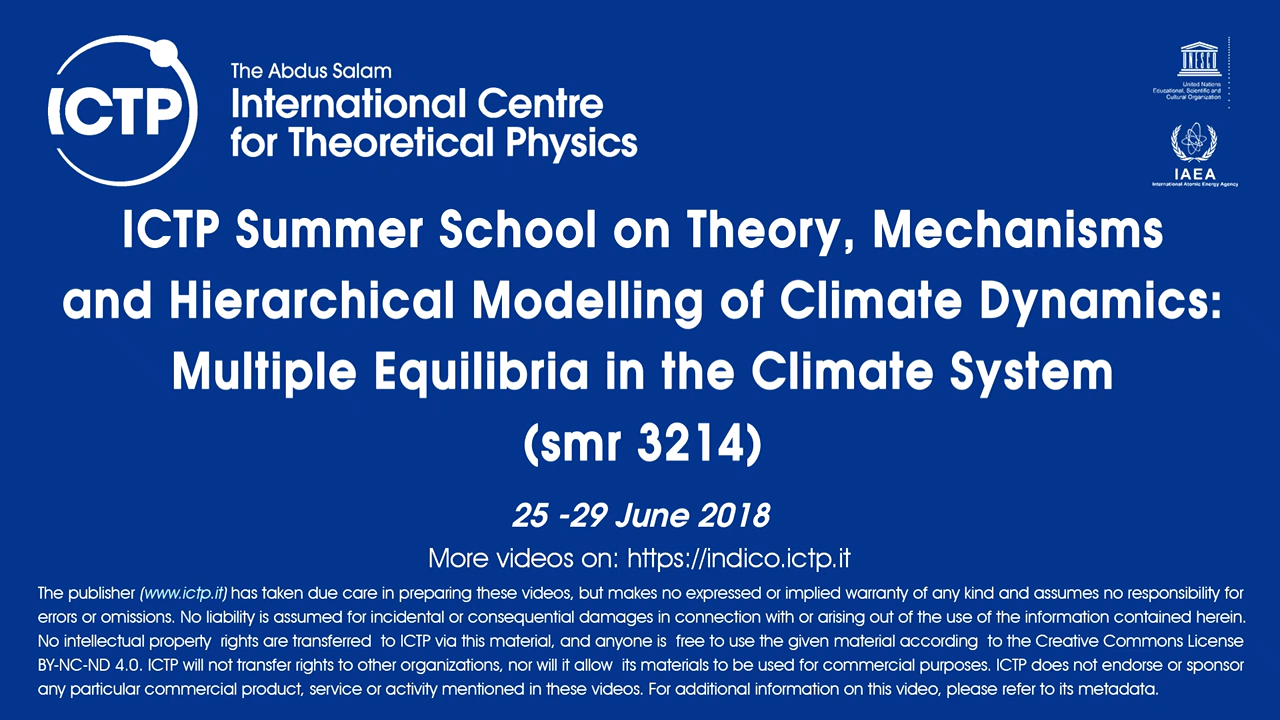 ICTP
The Abdus Salam
International Centre
for Theoretical Physics
UNESCO
United Nations
Educational, Scientific and
Cultural Organization
IAEA
International Atomic Energy Agency
ICTP Summer School on Theory, Mechanisms
and Hierarchical Modelling of Climate Dynamics:
Multiple Equilibria in the Climate System
(smr 3214)
25 -29 June 2018
More videos on: https://indico.ictp.it
The publisher (www.ictp.it) has taken due care in preparing these videos, but makes no expressed or implied warranty of any kind and assumes no responsibility for
errors or omissions. No liability is assumed for incidental or consequential damages in connection with or arising out of the use of the information contained herein.
No intellectual property rights are transferred to ICTP via this material, and anyone is free to use the given material according to the Creative Commons License
BY-NC-ND 4.0. ICTP will not transfer rights to other organizations, nor will it allow its materials to be used for commercial purposes. ICTP does not endorse or sponsor
any particular commercial product, service or activity mentioned in these videos. For additional information on this video, please refer to its metadata.